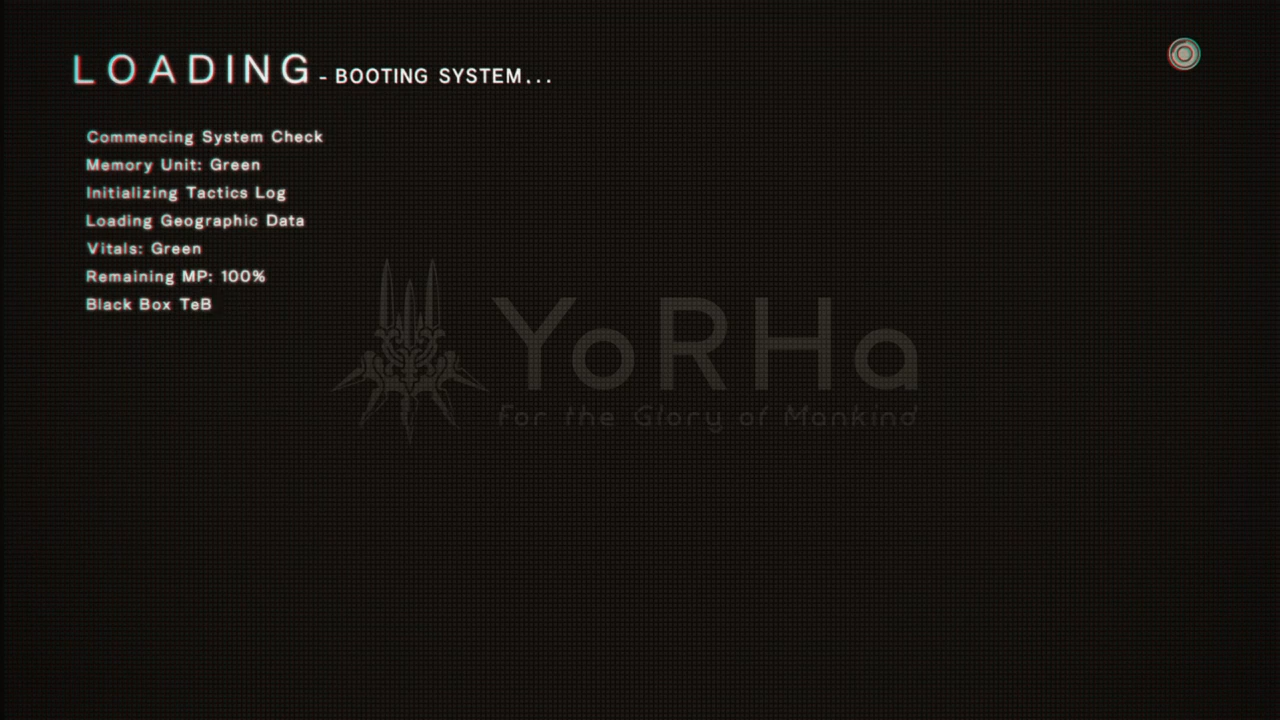 LOADING - BOOTING SYSTEM...
Commencing System Check
Memory Unit: Green
Initializing Tactics Log
Loading Geographic Data
Vitals: Green
Remaining MP: 100%
Black Box TeB
YoRHa
For the Glory of Mankind